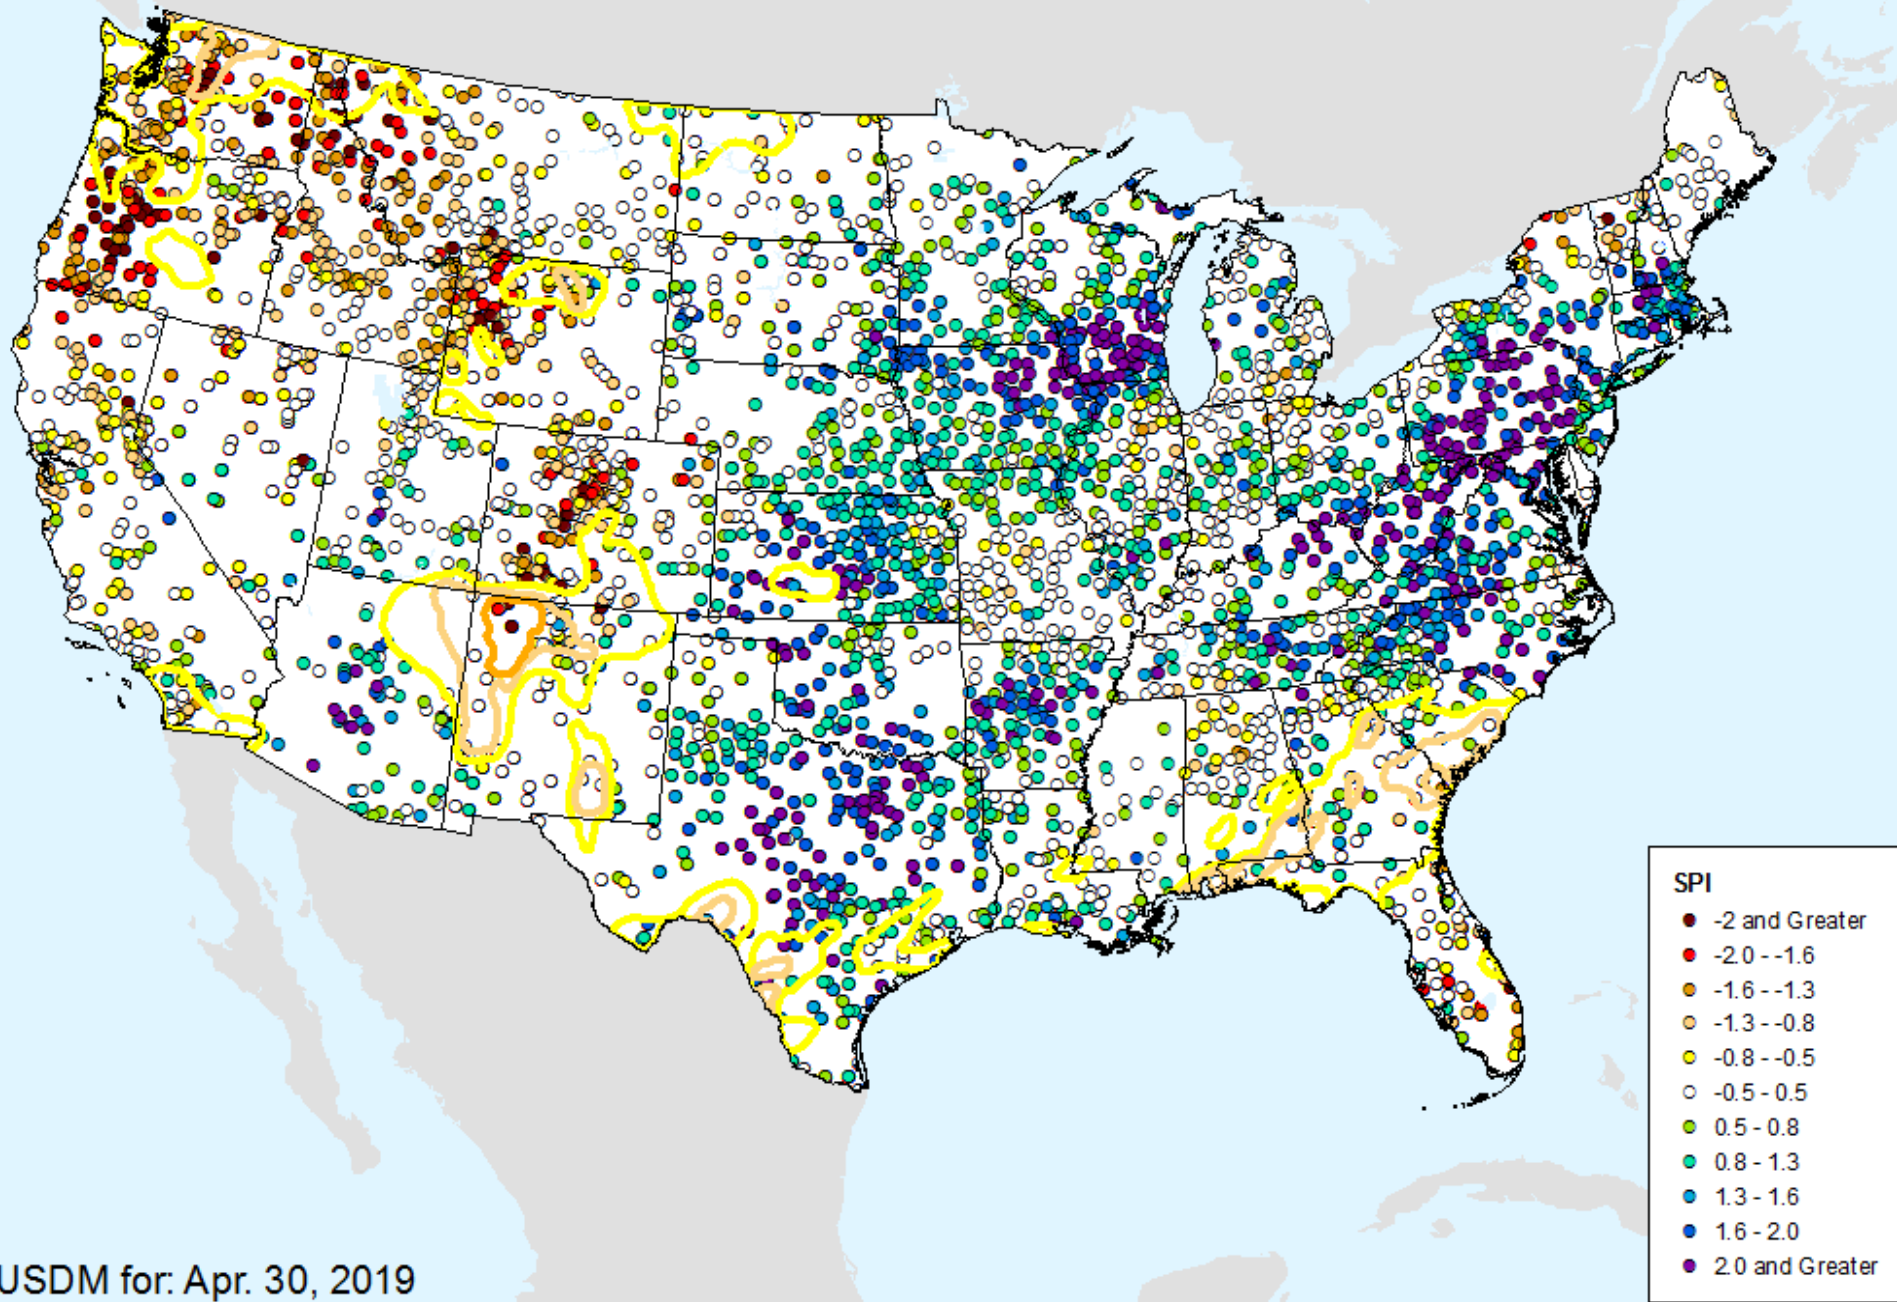 SPI
-2 and Greater
-2.0 - -1.6
-1.6 - -1.3
-1.3 - -0.8
-0.8 - -0.5
-0.5 - 0.5
0.5 - 0.8
0.8 - 1.3
1.3 - 1.6
1.6 - 2.0
2.0 and Greater
USDM for: Apr. 30, 2019